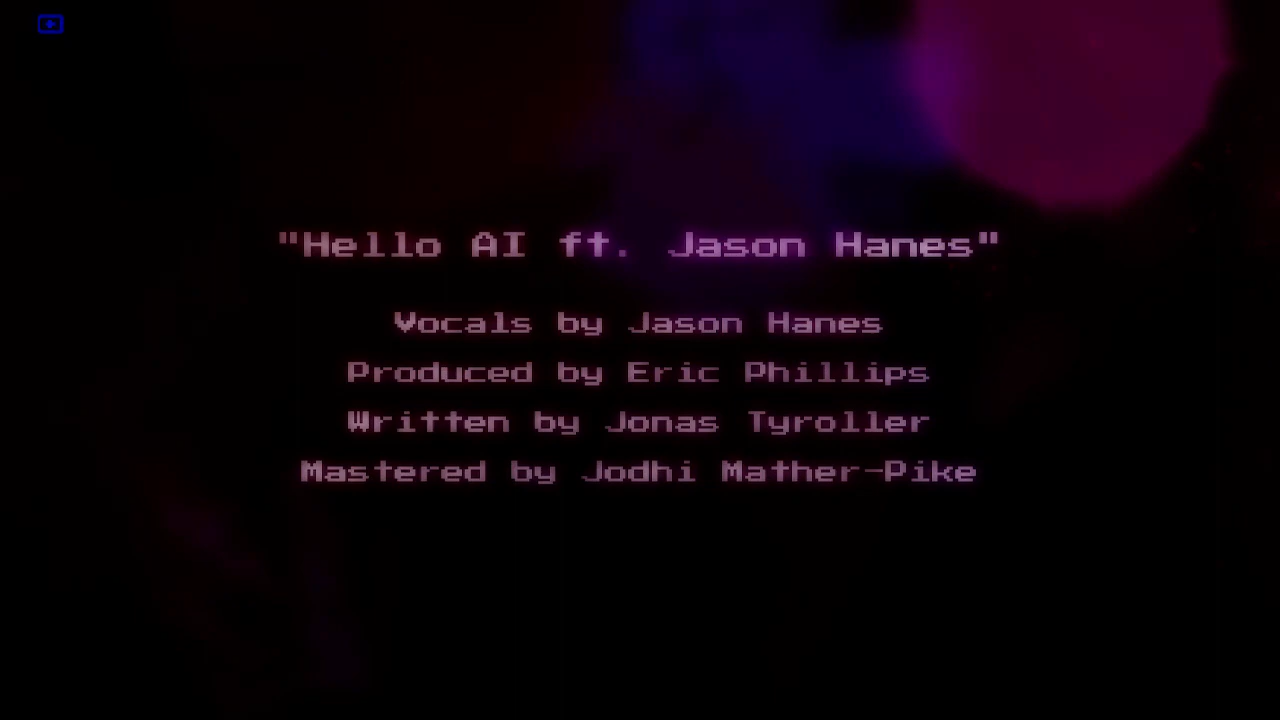 "Hello AI ft. Jason Hanes"
Vocals by Jason Hanes
Produced by Eric Phillips
Written by Jonas Tyroller
Mastered by Jodhi Mather-Pike